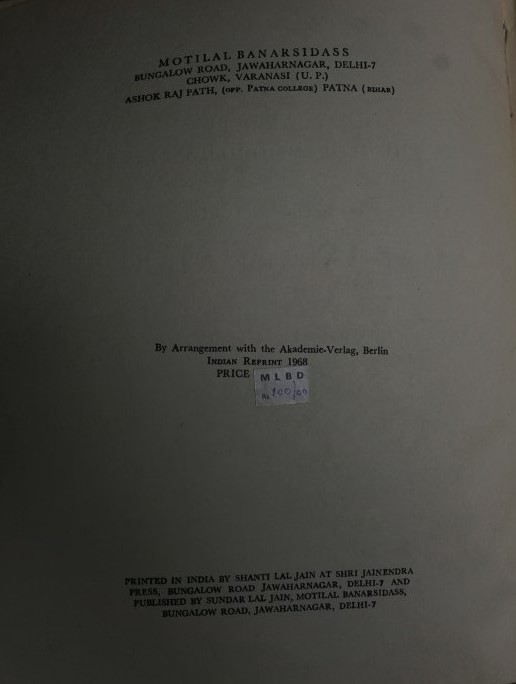 MOTILAL BANARSIDASS
BUNGALOW ROAD, JAWAHARNAGAR, DELHI-7
CHOWK, VARANASI (U. P.)
ASHOK RAJ PATH, (OPP. PATNA COLLEGE) PATNA (BIHAR)
By Arrangement with the Akademie-Verlag, Berlin
INDIAN REPRINT 1968
PRICE
M L B D
Rs. 100/00
PRINTED IN INDIA BY SHANTI LAL JAIN AT SHRI JAINENDRA
PRESS, BUNGALOW ROAD JAWAHARNAGAR, DELHI-7 AND
PUBLISHED BY SUNDAR LAL JAIN, MOTILAL BANARSIDASS,
BUNGALOW ROAD, JAWAHARNAGAR, DELHI-7